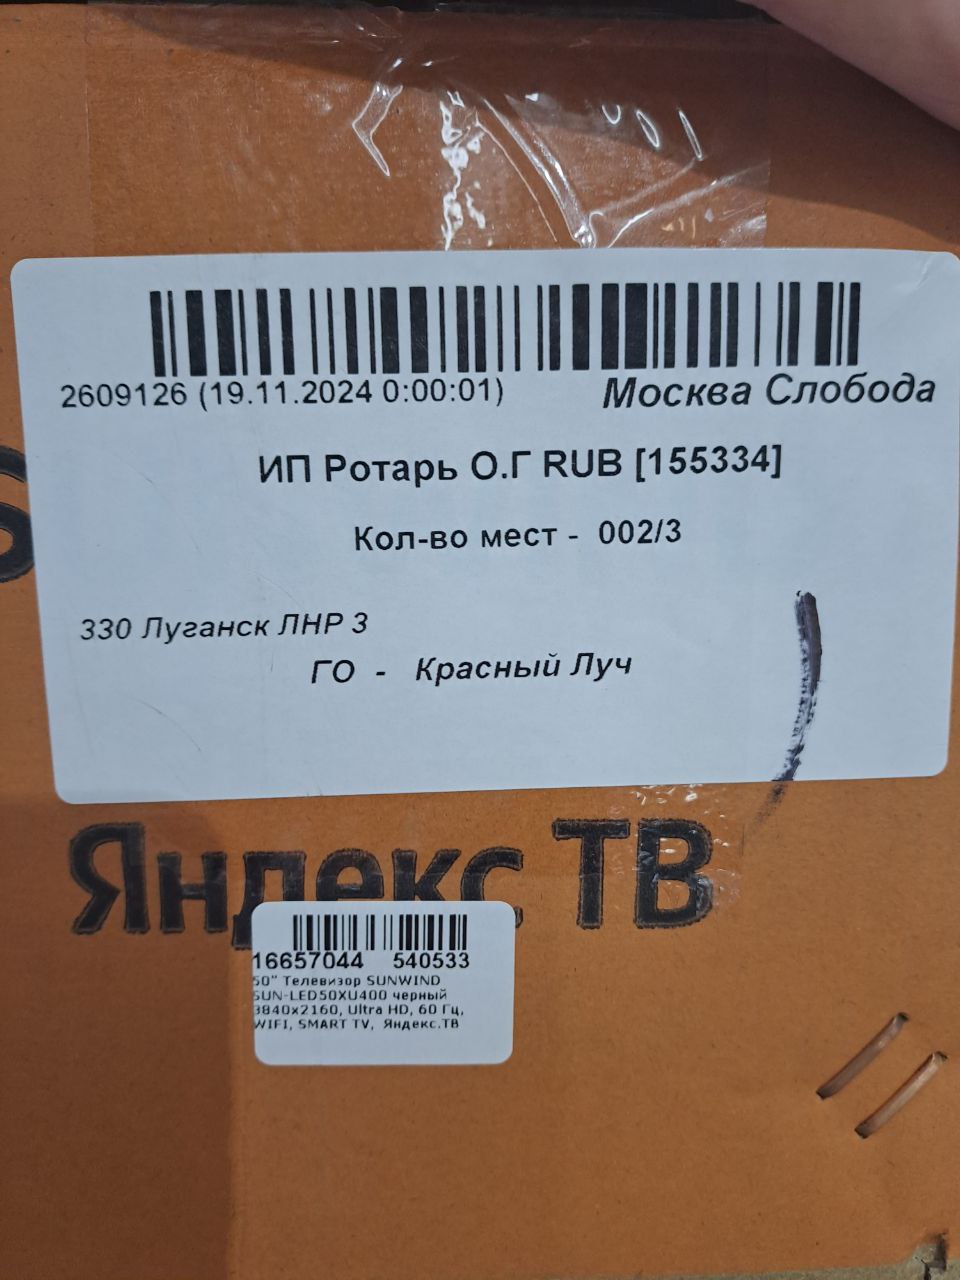 2609126 (19.11.2024 0:00:01) Москва Слобода
ИП Ротарь О.Г RUB [155334]
Кол-во мест - 002/3
330 Луганск ЛНР 3
ГО - Красный Луч
Яндекс ТВ
16657044 540533
50" Телевизор SUNWIND
SUN-LED50XU400 черный
3840x2160, Ultra HD, 60 Гц,
WIFI, SMART TV, Яндекс.ТВ